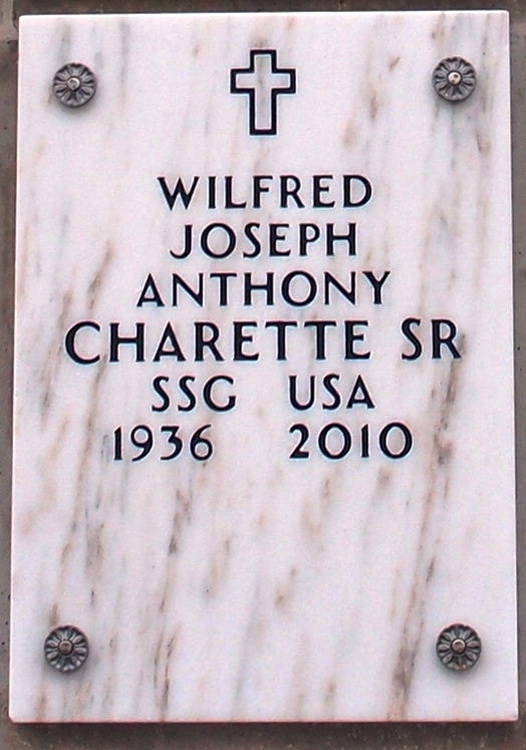 WILFRED
JOSEPH
ANTHONY
CHARETTE SR
SSG USA
1936 2010